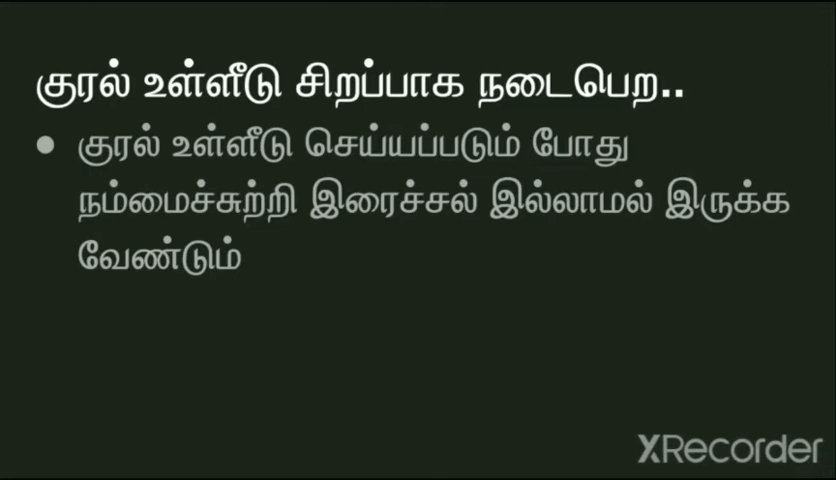 குரல் உள்ளீடு சிறப்பாக நடைபெற..
● குரல் உள்ளீடு செய்யப்படும் போது
நம்மைச்சுற்றி இரைச்சல் இல்லாமல் இருக்க
வேண்டும்
XRecorder